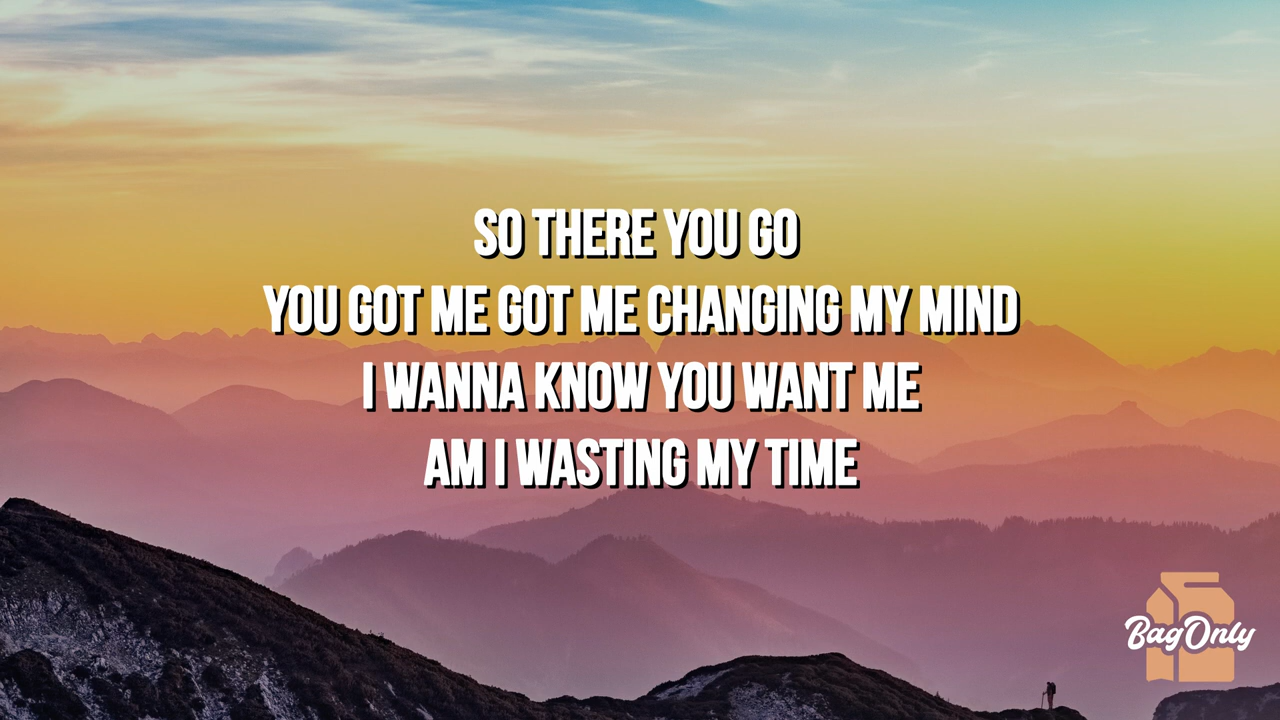 SO THERE YOU GO
YOU GOT ME GOT ME CHANGING MY MIND
I WANNA KNOW YOU WANT ME
AM I WASTING MY TIME
BagOnly